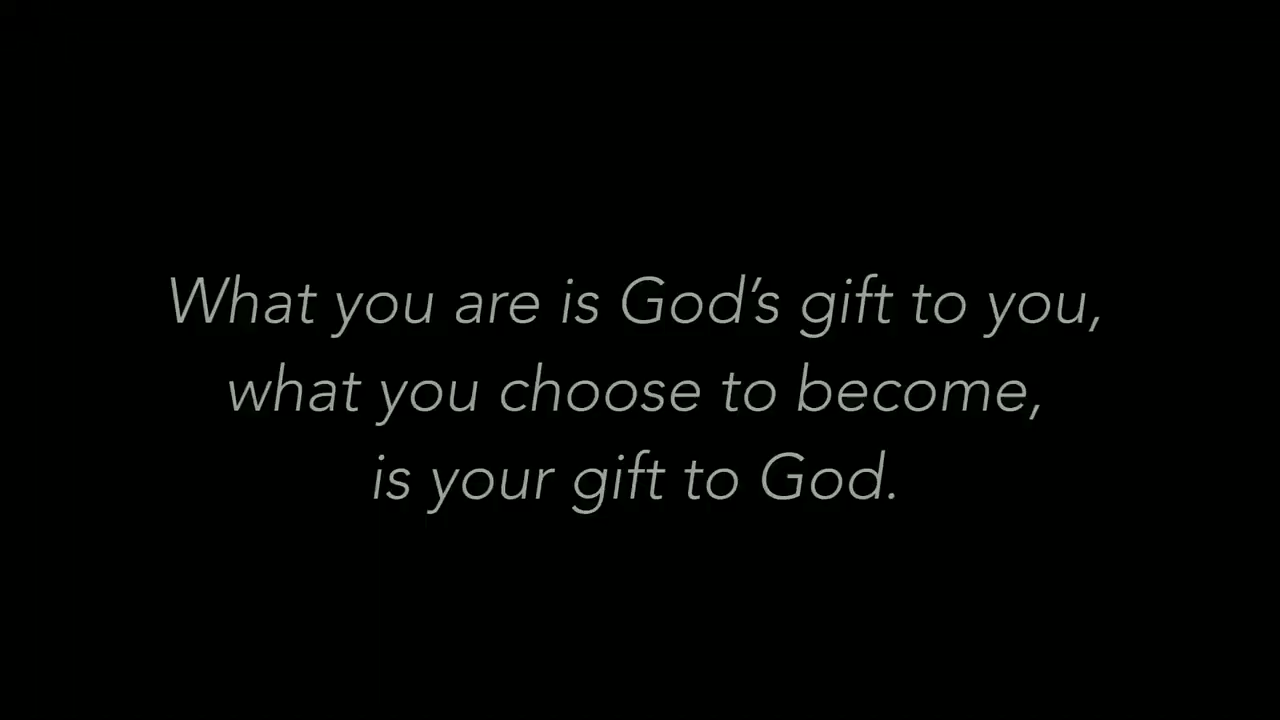 What you are is God’s gift to you,
what you choose to become,
is your gift to God.